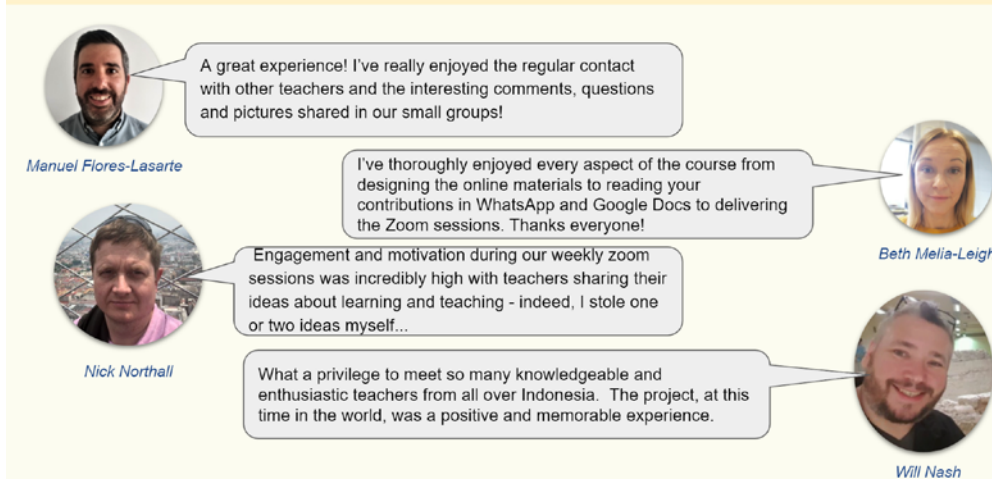 A great experience! I've really enjoyed the regular contact
with other teachers and the interesting comments, questions
and pictures shared in our small groups!
Manuel Flores-Lasarte
I've thoroughly enjoyed every aspect of the course from
designing the online materials to reading your
contributions in WhatsApp and Google Docs to delivering
the Zoom sessions. Thanks everyone!
Beth Melia-Leigh
Engagement and motivation during our weekly zoom
sessions was incredibly high with teachers sharing their
ideas about learning and teaching - indeed, I stole one
or two ideas myself...
Nick Northall
What a privilege to meet so many knowledgeable and
enthusiastic teachers from all over Indonesia.  The project, at this
time in the world, was a positive and memorable experience.
Will Nash